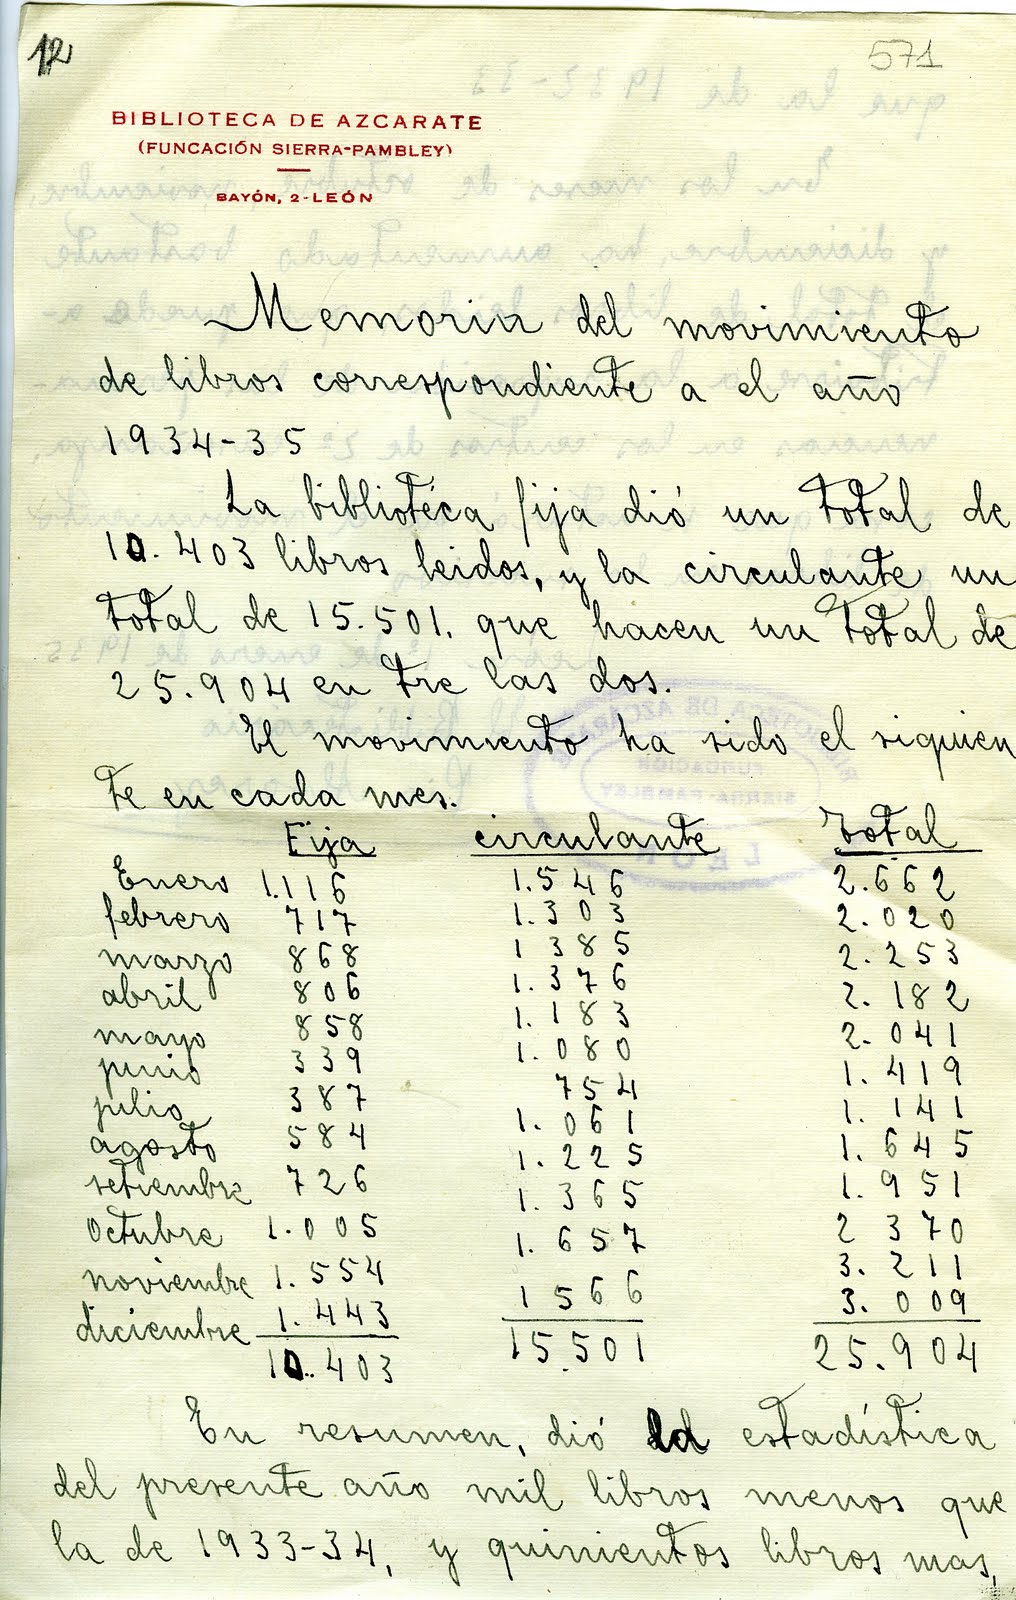 12
571
BIBLIOTECA DE AZCARATE
(FUNCACIÓN SIERRA-PAMBLEY)
BAYÓN, 2-LEÓN
Memoria del movimiento
de libros correspondiente a el año
1934-35
La bibliotéca fija dió un total de
10.403 libros leidos, y la circulante un
total de 15.501. que hacen un total de
25.904 en tre las dos.
El movimiento ha sido el siguien
te en cada mes.
Fija circulante total
Enero 1.116 1.546 2.662
febrero 717 1.303 2.020
marzo 868 1 385 2.253
abril 806 1.376 2.182
mayo 858 1.183 2.041
junio 339 1.080 1.419
julio 387 754 1.141
agosto 584 1.061 1.645
setiembre 726 1.225 1.951
octubre 1.005 1.365 2 370
noviembre 1.554 1.657 3.211
diciembre 1.443 1 566 3.009
10.403 15.501 25.904
En resumen, dió la estadística
del presente año mil libros menos que
la de 1933-34, y quinientos libros mas,